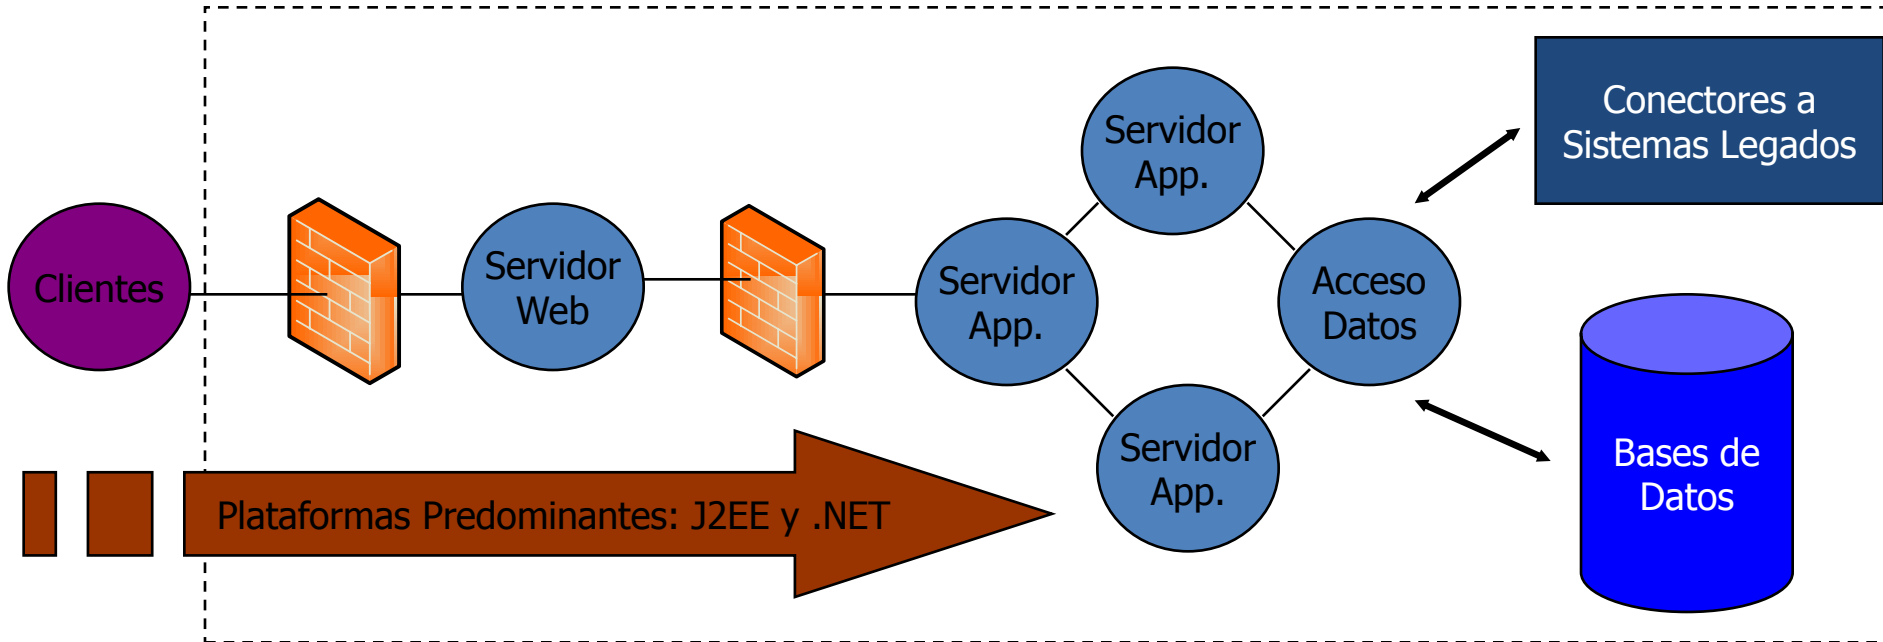 Clientes
Servidor
Web
Servidor
App.
Servidor
App.
Servidor
App.
Acceso
Datos
Conectores a
Sistemas Legados
Bases de
Datos
Plataformas Predominantes: J2EE y .NET